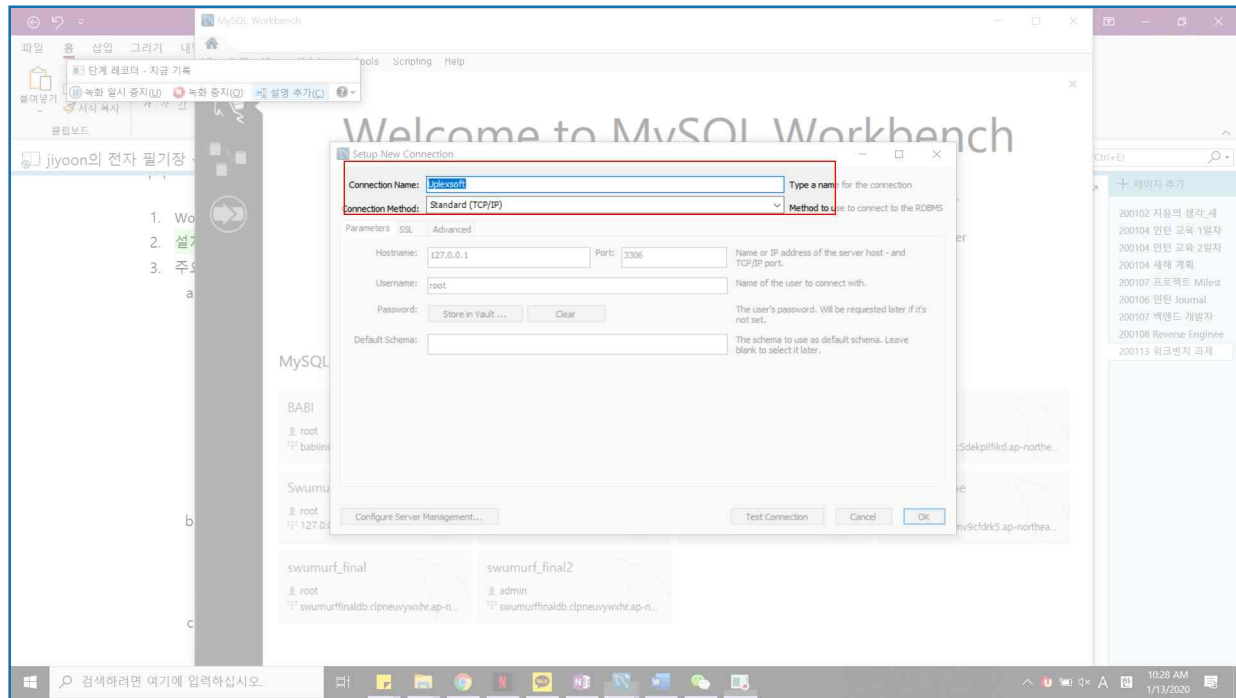 MySQL Workbench
파일 홈 삽입 그리기
ools Scripting Help
단계 레코더 - 지금 기록
녹화 일시 중지(U) 녹화 중지(O) 설명 추가(C)
붙여넣기
서식 복사
클립보드
Welcome to MySQL Workbench
jiyoon의 전자 필기장
Ctrl+E)
페이지 추가
1. Wo
2. 설
3. 주요
a
b
c
Setup New Connection
Connection Name: Uplexsoft Type a name for the connection
Connection Method: Standard (TCP/IP) Method to use to connect to the RDBMS
Parameters SSL Advanced
Hostname: 127.0.0.1 Port: 3306 Name or IP address of the server host - and
TCP/IP port.
Username: root Name of the user to connect with.
Password: Store in Vault ... Clear The user's password. Will be requested later if it's
not set.
Default Schema: The schema to use as default schema. Leave
blank to select it later.
Configure Server Management... Test Connection Cancel OK
er
200102 지윤의 생각_새
200104 인턴 교육 1일차
200104 인턴 교육 2일차
200104 새해 계획
200107 프로젝트 Milest
200106 인턴 Journal
200107 백엔드 개발자
200108 Reverse Enginee
200113 워크벤치 과제
MySQL
BABI
root
babiins
c5dekpilfikd.ap-northe...
Swumu
root
127.0.0
ne
mv9cfdrk5.ap-northea...
swumurf_final
root
swumurffinaldb.clpneuvywxhr.ap-n...
swumurf_final2
admin
swumurffinaldb.clpneuvywxhr.ap-n...
검색하려면 여기에 입력하십시오.
A
10:28 AM
1/13/2020